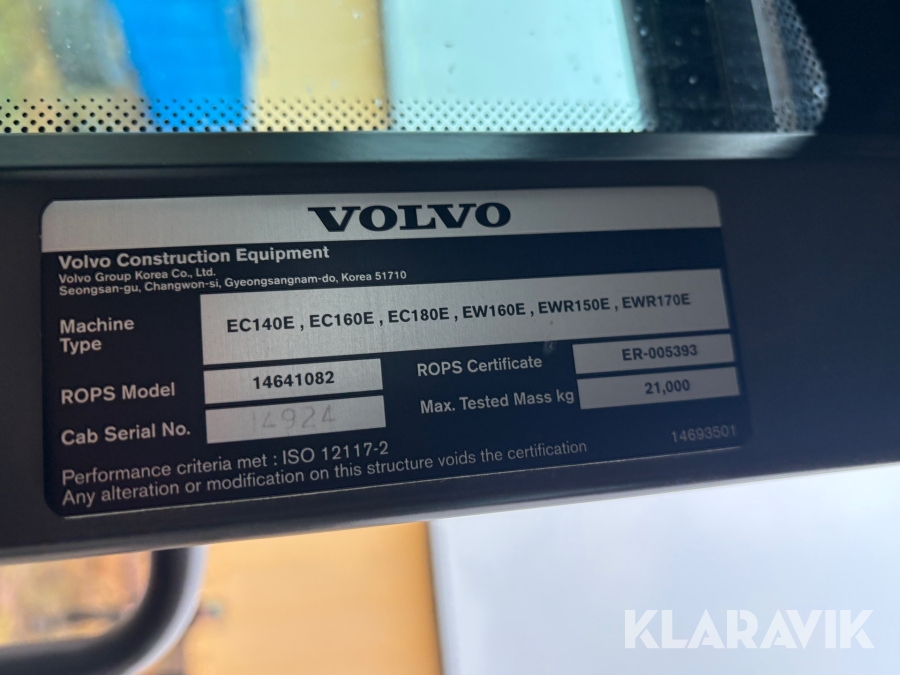 VOLVO
Volvo Construction Equipment
Volvo Group Korea Co., Ltd.
Seongsan-gu, Changwon-si, Gyeongsangnam-do, Korea 51710
Machine Type EC140E , EC160E , EC180E , EW160E , EWR150E , EWR170E
ROPS Model 14641082 ROPS Certificate ER-005393
Cab Serial No. 14924 Max. Tested Mass kg 21,000
Performance criteria met : ISO 12117-2 14693501
Any alteration or modification on this structure voids the certification
KLARAVIK